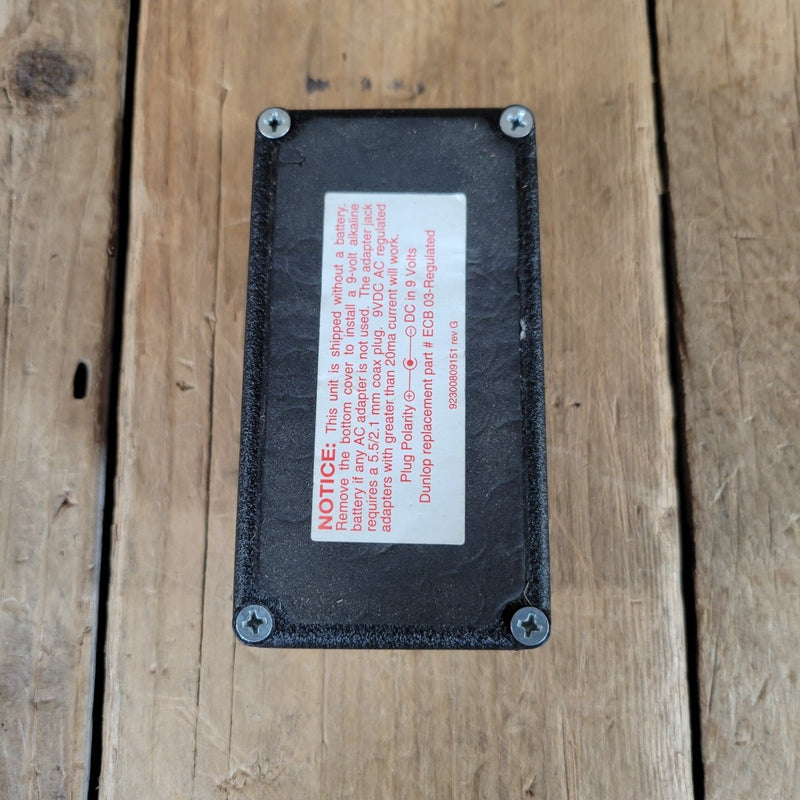 NOTICE: This unit is shipped without a battery.
Remove the bottom cover to install a 9-volt alkaline
battery if any AC adapter is not used. The adapter jack
requires a 5.5/2.1 mm coax plug. 9VDC AC regulated
adapters with greater than 20ma current will work.
Plug Polarity ⊕—⦿—⊖ DC in 9 Volts
Dunlop replacement part # ECB 03-Regulated
92300809151 rev G